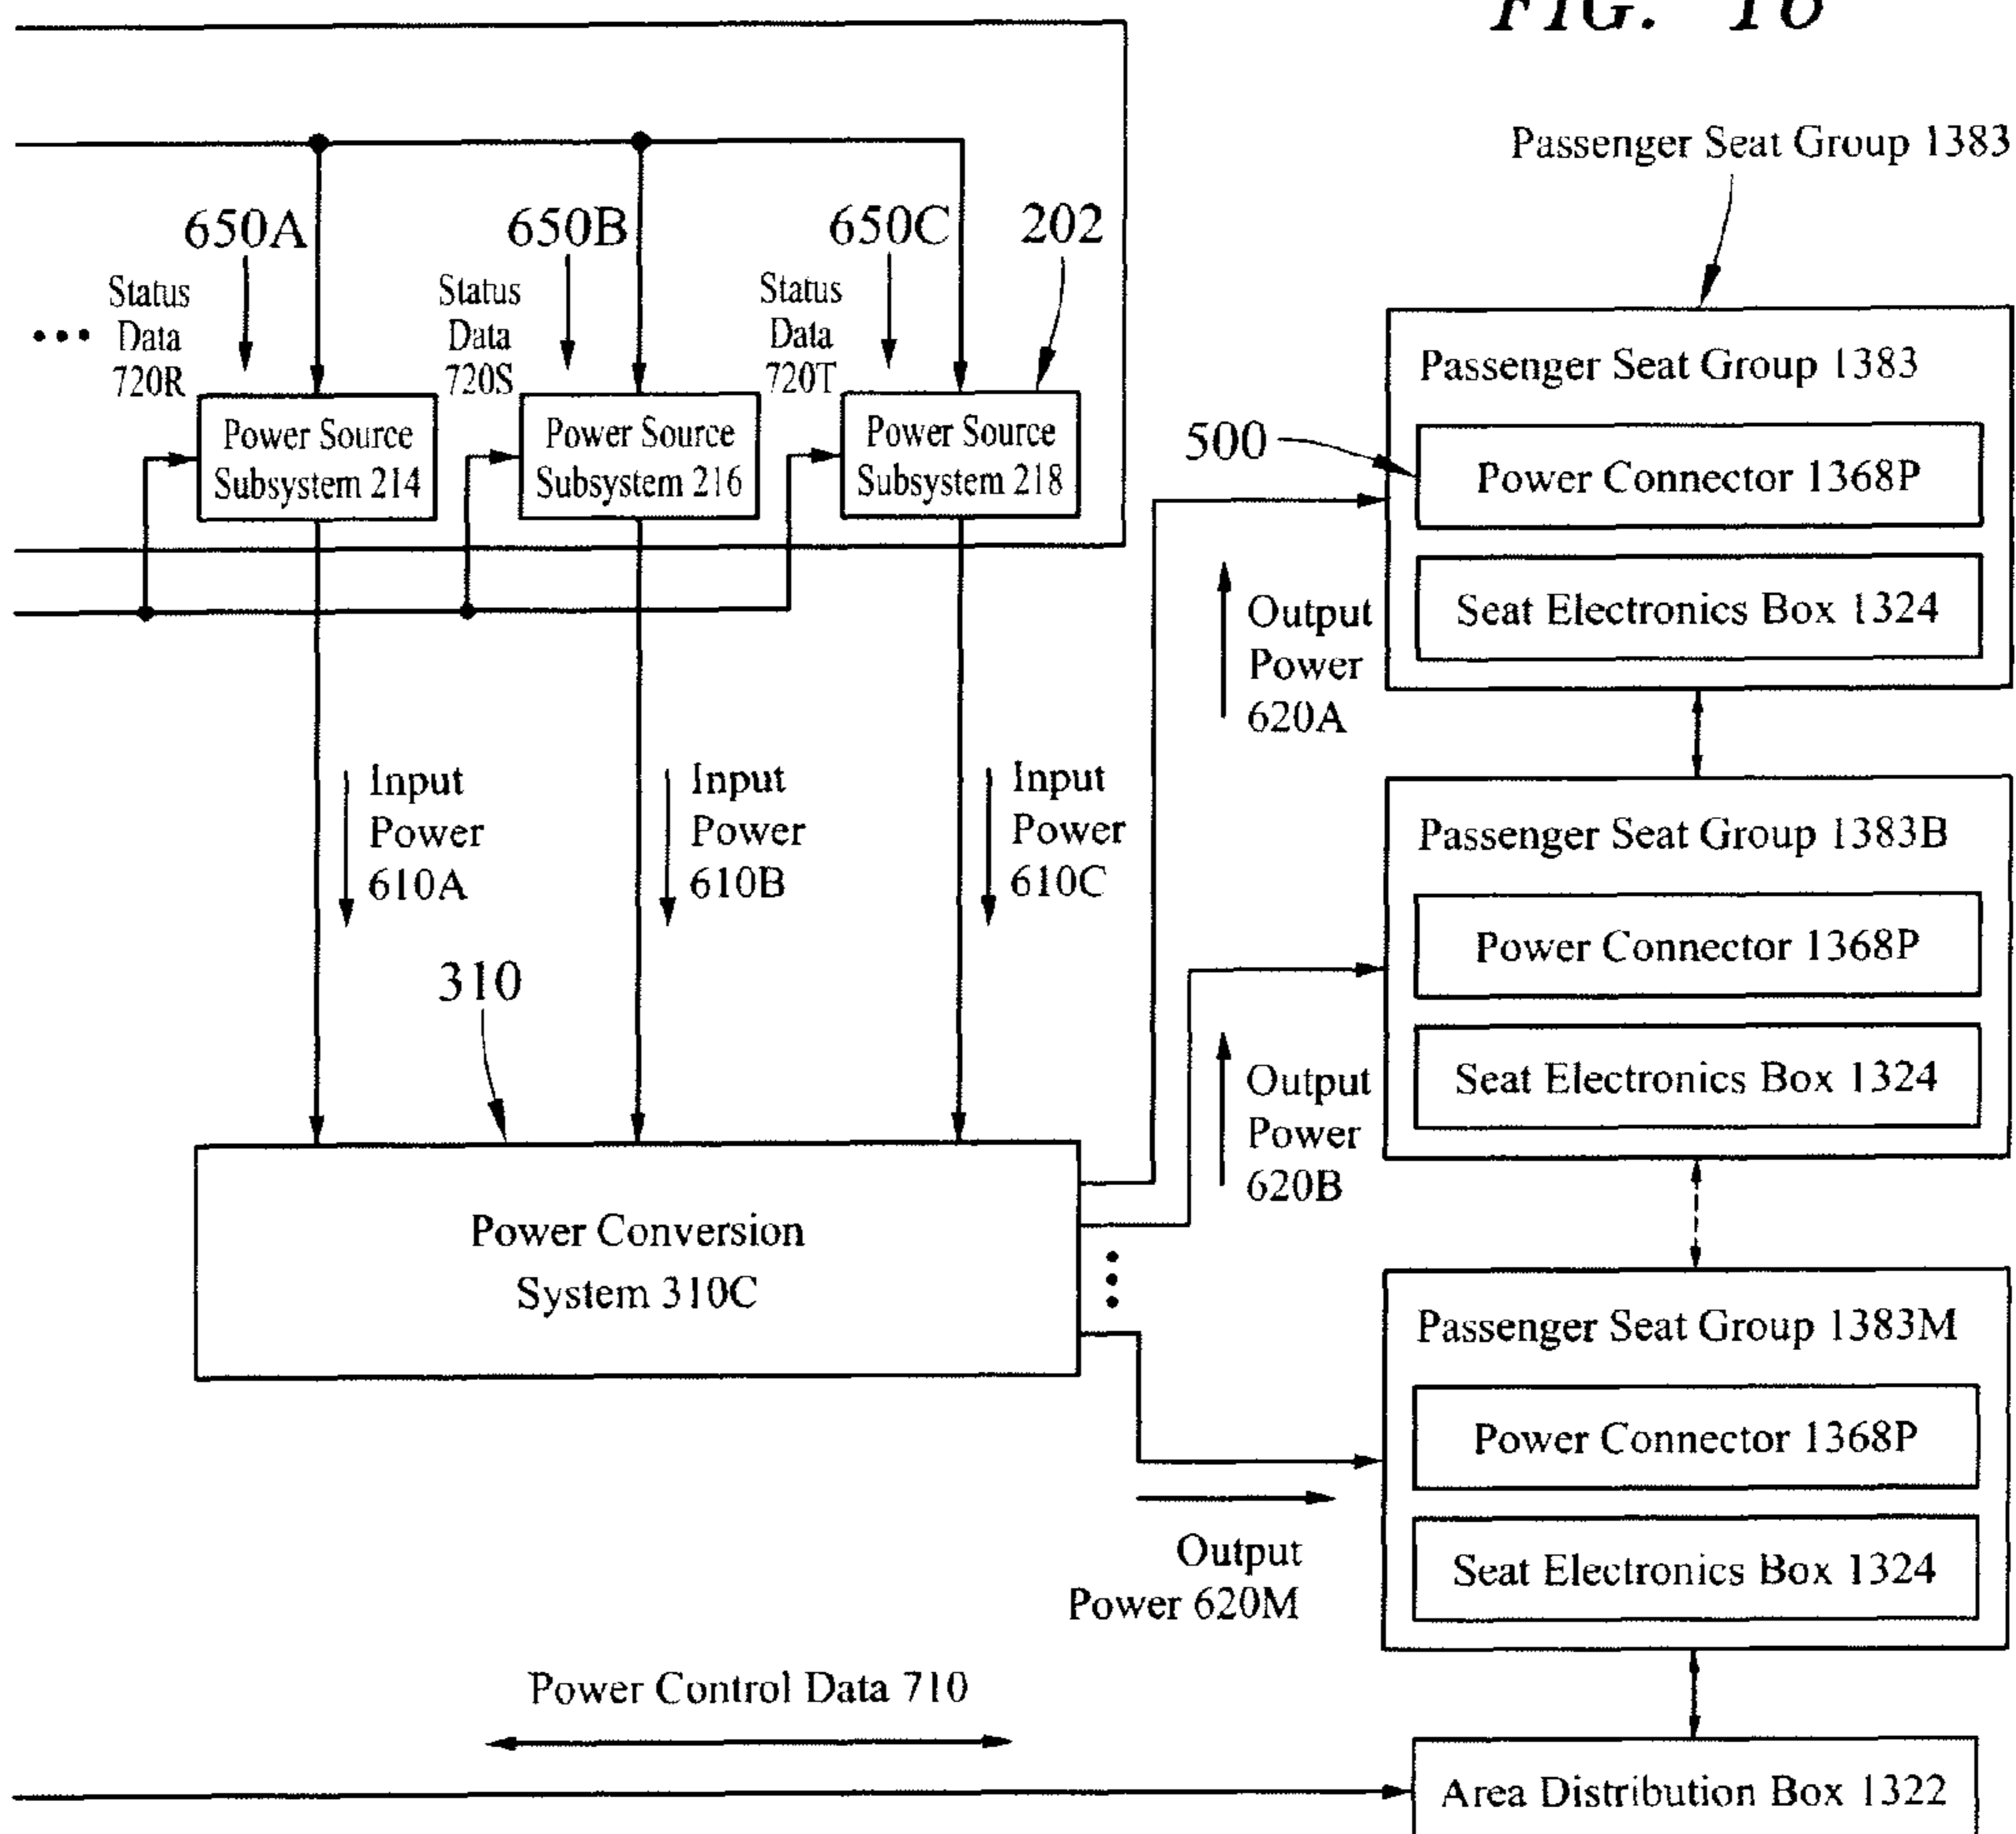 FIG. 16
Passenger Seat Group 1383
650A
650B
650C
202
Status
Data
720R
Status
Data
720S
Status
Data
720T
Power Source
Subsystem 214
Power Source
Subsystem 216
Power Source
Subsystem 218
Passenger Seat Group 1383
500
Power Connector 1368P
Seat Electronics Box 1324
Output
Power
620A
Input
Power
610A
Input
Power
610B
Input
Power
610C
Passenger Seat Group 1383B
Power Connector 1368P
Seat Electronics Box 1324
310
Output
Power
620B
Power Conversion
System 310C
Passenger Seat Group 1383M
Power Connector 1368P
Seat Electronics Box 1324
Output
Power 620M
Power Control Data 710
Area Distribution Box 1322